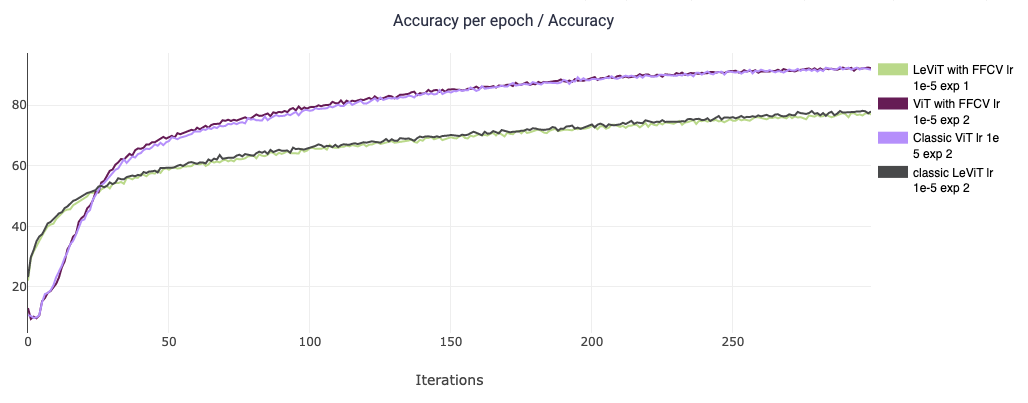 Accuracy per epoch / Accuracy
80
60
40
20
0
50
100
150
200
250
Iterations
LeViT with FFCV lr
1e-5 exp 1
ViT with FFCV lr
1e-5 exp 2
Classic ViT lr 1e
5 exp 2
classic LeViT lr
1e-5 exp 2